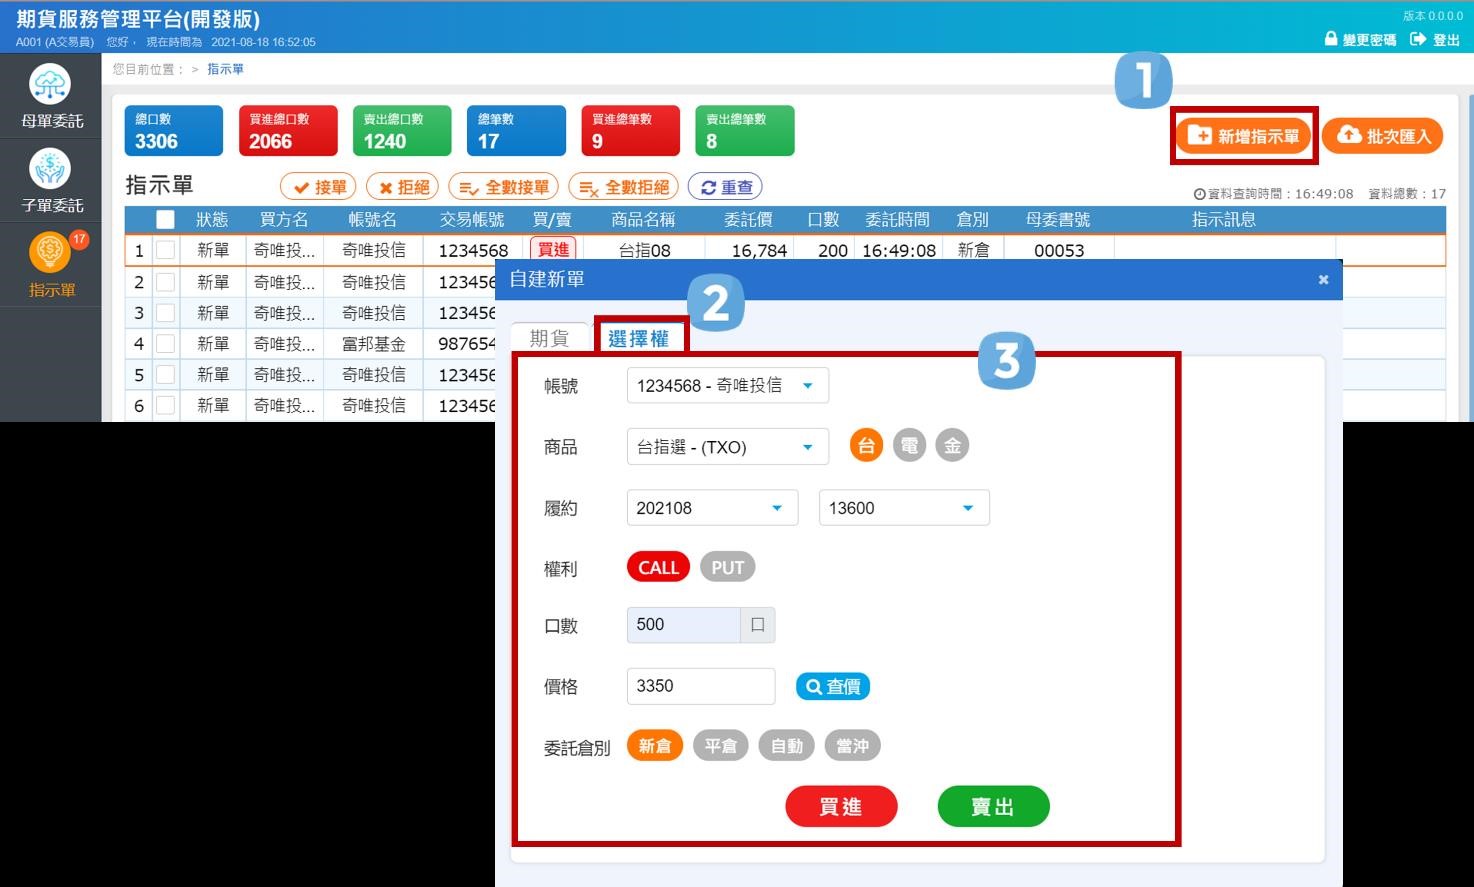 期貨服務管理平台(開發版)
版本 0.0.0.0
A001 (A交易員) 您好， 現在時間為 2021-08-18 16:52:05
變更密碼 登出
您目前位置： > 指示單
母單委託
子單委託
17
指示單
1
總口數
3306
買進總口數
2066
賣出總口數
1240
總筆數
17
買進總筆數
9
賣出總筆數
8
新增指示單
批次匯入
指示單 接單 拒絕 全數接單 全數拒絕 重查
資料查詢時間：16:49:08 資料總數：17
狀態 買方名 帳號名 交易帳號 買/賣 商品名稱 委託價 口數 委託時間 倉別 母委書號 指示訊息
1 新單 奇唯投... 奇唯投信 1234568 買進 台指08 16,784 200 16:49:08 新倉 00053
2 新單 奇唯投... 奇唯投信 12345
3 新單 奇唯投... 奇唯投信 12345
4 新單 奇唯投... 富邦基金 98765
5 新單 奇唯投... 奇唯投信 12345
6 新單 奇唯投... 奇唯投信 12345
自建新單 ×
2
期貨 選擇權
3
帳號 1234568 - 奇唯投信
商品 台指選 - (TXO) 台 電 金
履約 202108 13600
權利 CALL PUT
口數 500 口
價格 3350 查價
委託倉別 新倉 平倉 自動 當沖
買進 賣出